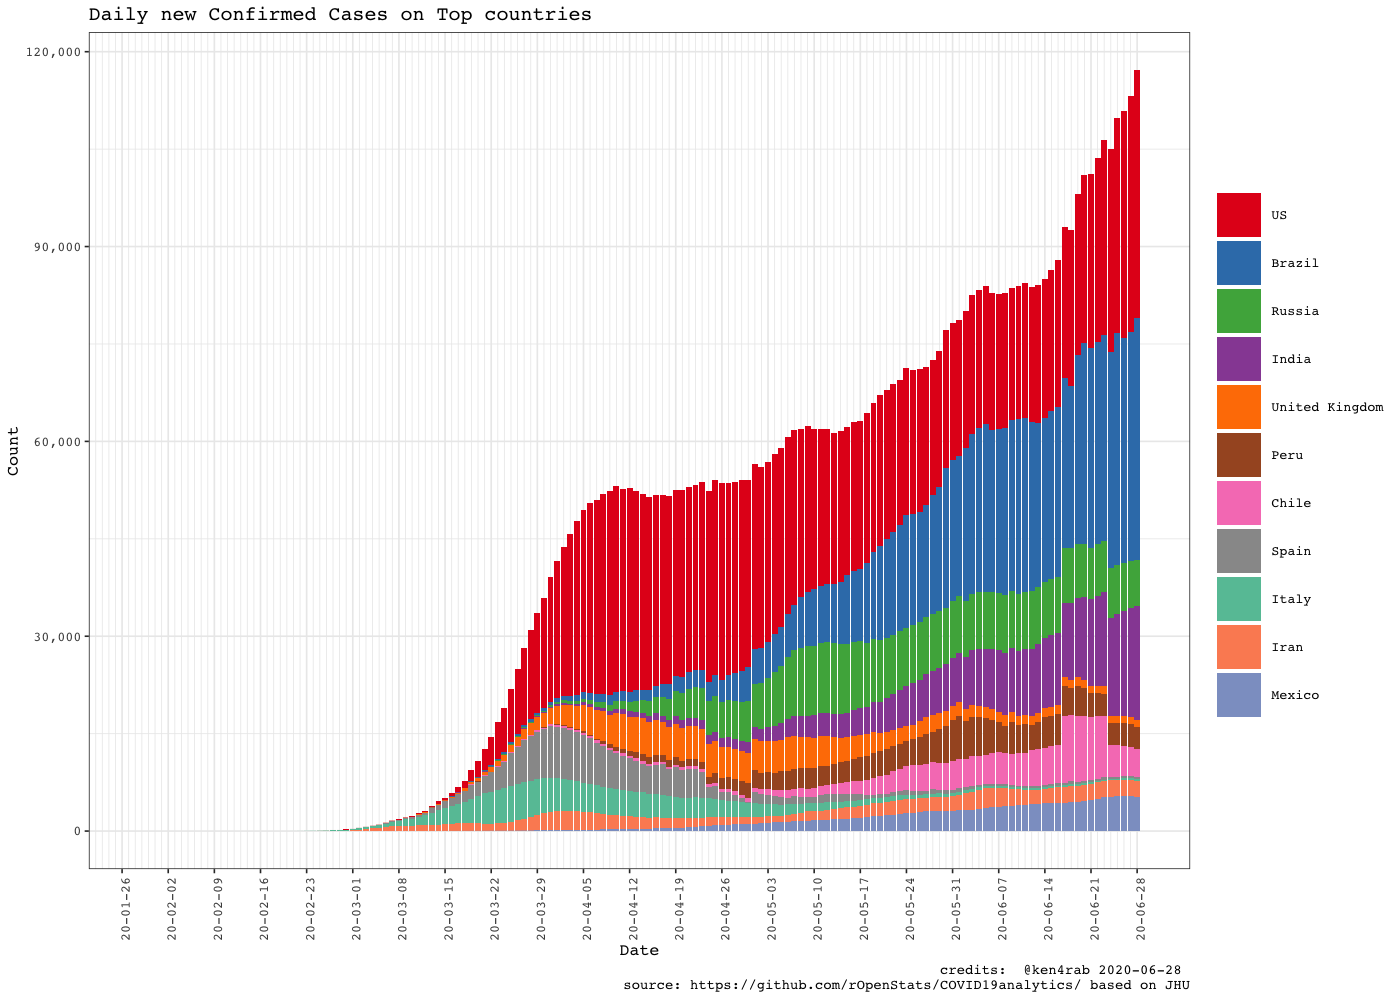 Daily new Confirmed Cases on Top countries
120,000
90,000
60,000
30,000
0
Count
20-01-26
20-02-02
20-02-09
20-02-16
20-02-23
20-03-01
20-03-08
20-03-15
20-03-22
20-03-29
20-04-05
20-04-12
20-04-19
20-04-26
20-05-03
20-05-10
20-05-17
20-05-24
20-05-31
20-06-07
20-06-14
20-06-21
20-06-28
Date
US
Brazil
Russia
India
United Kingdom
Peru
Chile
Spain
Italy
Iran
Mexico
credits: @ken4rab 2020-06-28
source: https://github.com/rOpenStats/COVID19analytics/ based on JHU